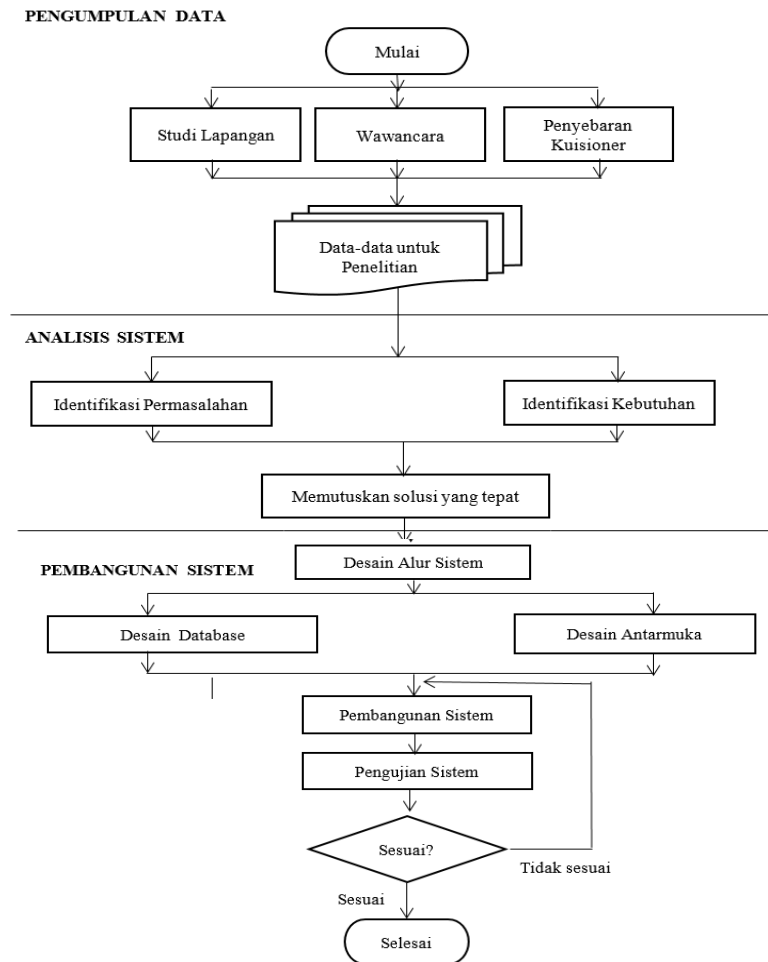 PENGUMPULAN DATA
Mulai
Studi Lapangan
Wawancara
Penyebaran
Kuisioner
Data-data untuk
Penelitian
ANALISIS SISTEM
Identifikasi Permasalahan
Identifikasi Kebutuhan
Memutuskan solusi yang tepat
PEMBANGUNAN SISTEM
Desain Alur Sistem
Desain Database
Desain Antarmuka
Pembangunan Sistem
Pengujian Sistem
Sesuai?
Tidak sesuai
Sesuai
Selesai